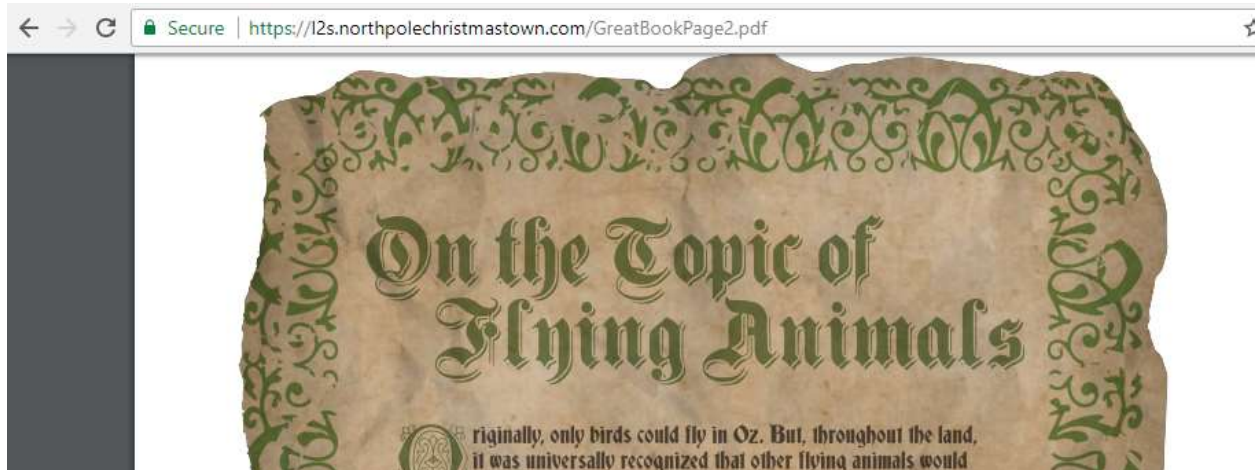 Secure https://l2s.northpolechristmastown.com/GreatBookPage2.pdf
On the Topic of
Flying Animals
Originally, only birds could fly in Oz. But, throughout the land,
it was universally recognized that other flying animals would